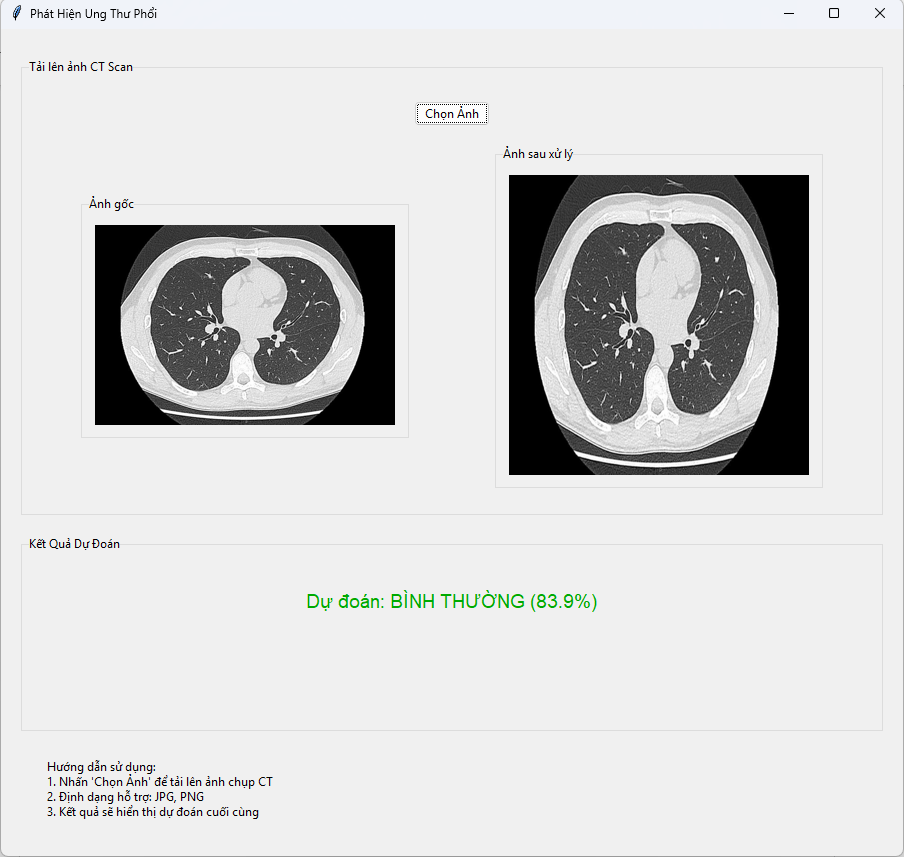 Phát Hiện Ung Thư Phổi
Tải lên ảnh CT Scan
Chọn Ảnh
Ảnh gốc
Ảnh sau xử lý
Kết Quả Dự Đoán
Dự đoán: BÌNH THƯỜNG (83.9%)
Hướng dẫn sử dụng:
1. Nhấn 'Chọn Ảnh' để tải lên ảnh chụp CT
2. Định dạng hỗ trợ: JPG, PNG
3. Kết quả sẽ hiển thị dự đoán cuối cùng